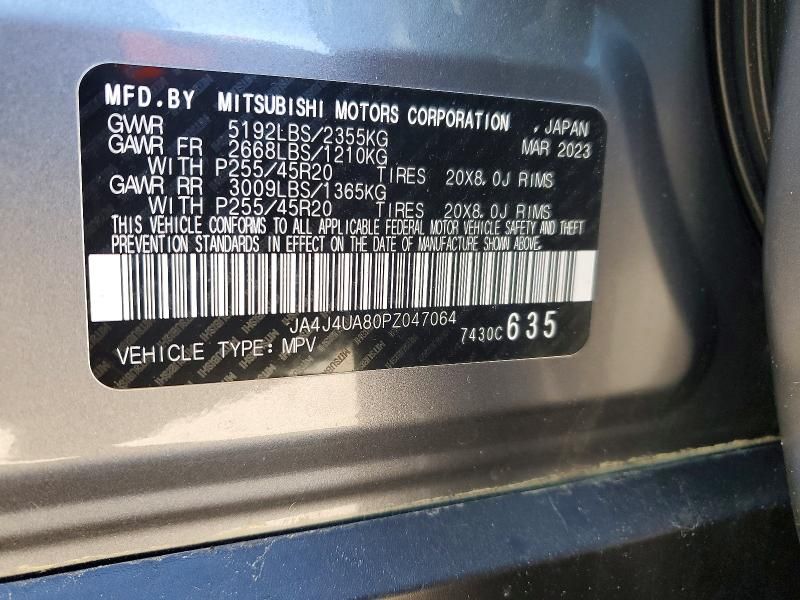 MFD.BY MITSUBISHI MOTORS CORPORATION , JAPAN
GVWR 5192LBS/2355KG MAR 2023
GAWR FR 2668LBS/1210KG
WITH P255/45R20 TIRES 20X8.0J RIMS
GAWR RR 3009LBS/1365KG
WITH P255/45R20 TIRES 20X8.0J RIMS
THIS VEHICLE CONFORMS TO ALL APPLICABLE FEDERAL MOTOR VEHICLE SAFETY AND THEFT
PREVENTION STANDARDS IN EFFECT ON THE DATE OF MANUFACTURE SHOWN ABOVE.
JA4J4UA80PZ047064
7430C 635
VEHICLE TYPE: MPV